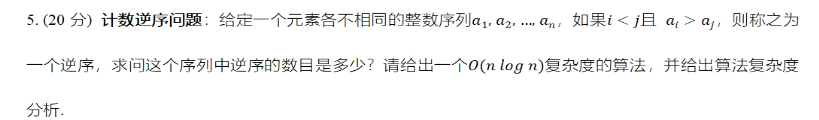 5. (20 分) 计数逆序问题：给定一个元素各不相同的整数序列a₁, a₂, ..., aₙ，如果i < j且 aᵢ > aⱼ，则称之为
一个逆序，求问这个序列中逆序的数目是多少？请给出一个O(n log n)复杂度的算法，并给出算法复杂度
分析.